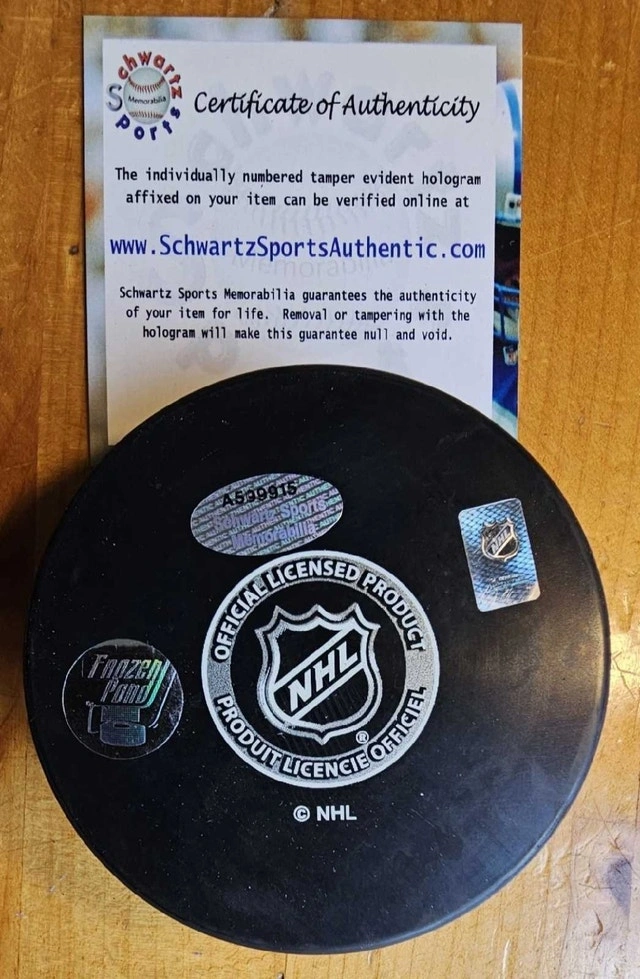 Schwartz
Sports
Memorabilia
Certificate of Authenticity
The individually numbered tamper evident hologram
affixed on your item can be verified online at
www.SchwartzSportsAuthentic.com
Schwartz Sports Memorabilia guarantees the authenticity
of your item for life. Removal or tampering with the
hologram will make this guarantee null and void.
A599915
Schwartz Sports
Memorabilia
NHL
Frozen
Pond
OFFICIAL LICENSED PRODUCT
NHL
®
PRODUIT LICENCIE OFFICIEL
© NHL